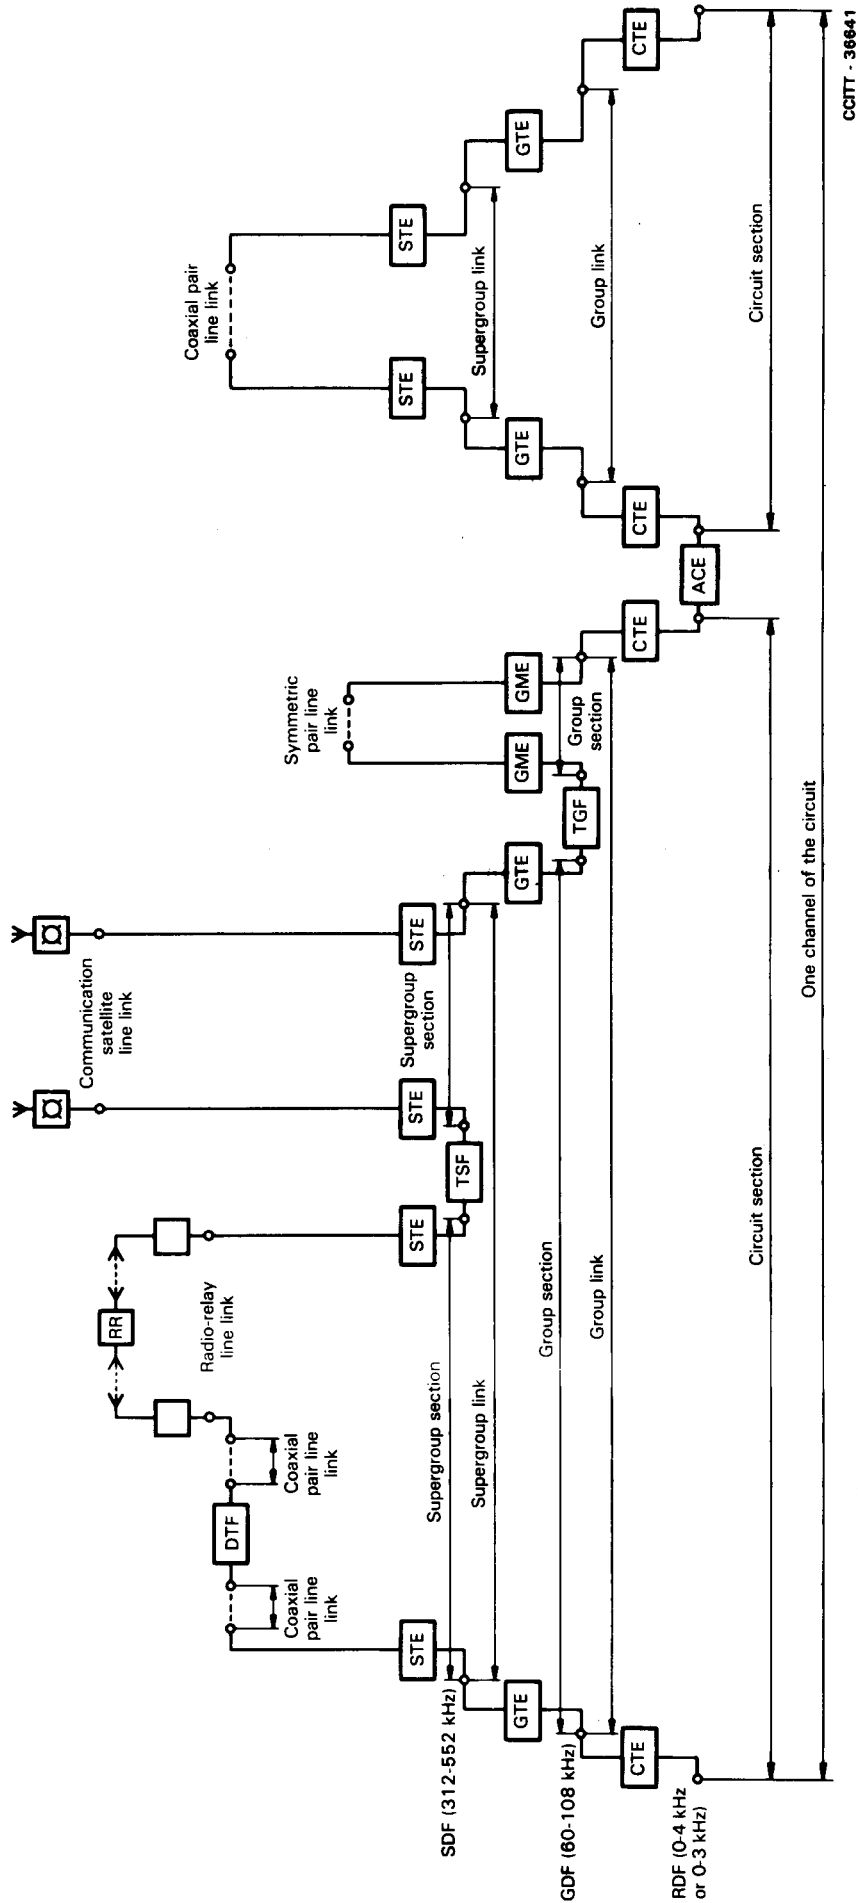 Communication
satellite
line link
RR
Radio-relay
line link
Coaxial pair
line link
Symmetric
pair line
link
DTF
Coaxial
pair line
link
Coaxial
pair line
link
STE
STE
STE
STE
STE
STE
SDF (312-552 kHz)
Supergroup section
TSF
Supergroup
section
Supergroup link
Supergroup link
GTE
GTE
GME
GME
GTE
GTE
GDF (60-108 kHz)
Group section
TGF
Group
section
Group link
Group link
CTE
CTE
CTE
CTE
RDF (0-4 kHz
or 0-3 kHz)
ACE
Circuit section
Circuit section
One channel of the circuit
CCITT - 36641